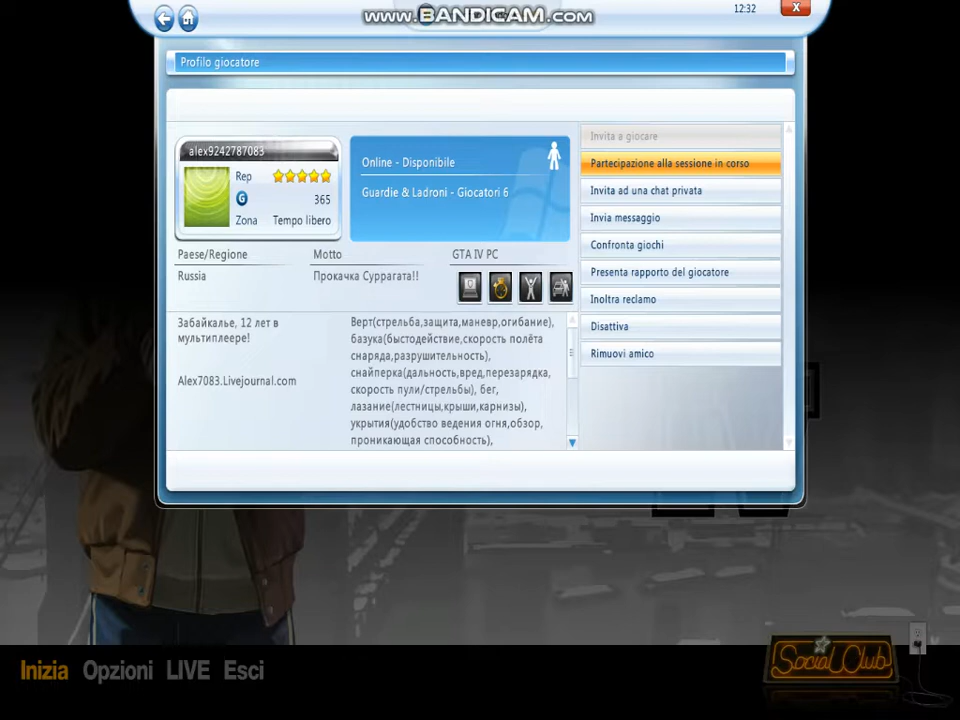 www.BANDICAM.com
12:32
X
Profilo giocatore
alex9242787083
Rep
G
365
Zona Tempo libero
Online - Disponibile
Guardie & Ladroni - Giocatori 6
Paese/Regione
Russia
Motto
Прокачка Суррагата!!
GTA IV PC
Забайкалье, 12 лет в
мультиплеере!
Alex7083.Livejournal.com
Верт(стрельба,защита,маневр,огибание),
базука(быстодействие,скорость полёта
снаряда,разрушительность),
снайперка(дальность,вред,перезарядка,
скорость пули/стрельбы), бег,
лазание(лестницы,крыши,карнизы),
укрытия(удобство ведения огня,обзор,
проникающая способность),
Invita a giocare
Partecipazione alla sessione in corso
Invita ad una chat privata
Invia messaggio
Confronta giochi
Presenta rapporto del giocatore
Inoltra reclamo
Disattiva
Rimuovi amico
Inizia Opzioni LIVE Esci
Social Club